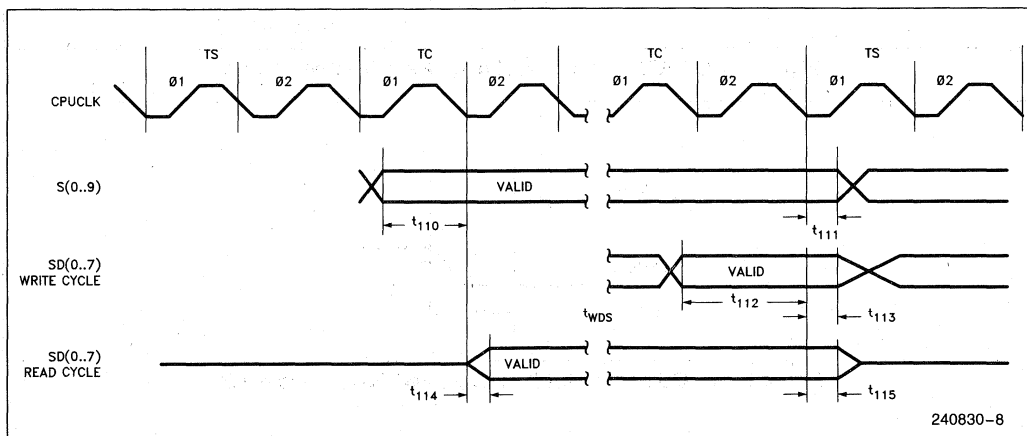 TS TC TC TS
Ø1 Ø2 Ø1 Ø2 Ø1 Ø2 Ø1 Ø2
CPUCLK
S(0..9)
VALID
t110
t111
SD(0..7)
WRITE CYCLE
VALID
t112
tWDS
t113
SD(0..7)
READ CYCLE
VALID
t114
t115
240830-8